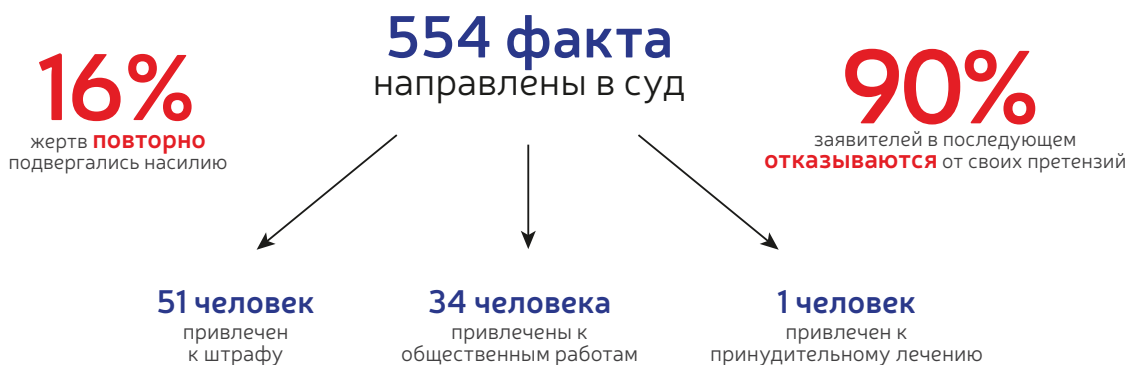 554 факта
направлены в суд
16%
жертв повторно
подвергались насилию
90%
заявителей в последующем
отказываются от своих претензий
51 человек
привлечен
к штрафу
34 человека
привлечены к
общественным работам
1 человек
привлечен к
принудительному лечению